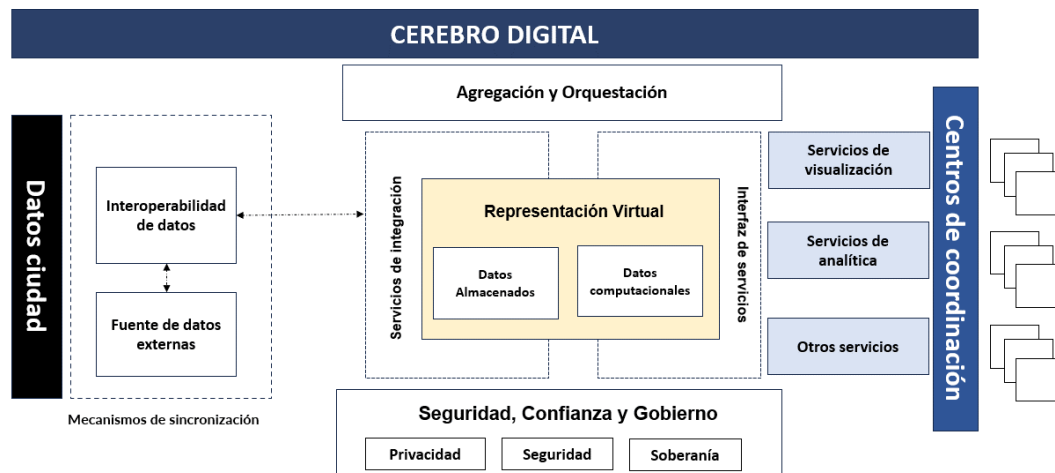 CEREBRO DIGITAL
Agregación y Orquestación
Datos ciudad
Interoperabilidad
de datos
Fuente de datos
externas
Mecanismos de sincronización
Servicios de integración
Representación Virtual
Datos
Almacenados
Datos
computacionales
Interfaz de servicios
Servicios de
visualización
Servicios de
analítica
Otros servicios
Centros de coordinación
Seguridad, Confianza y Gobierno
Privacidad
Seguridad
Soberanía